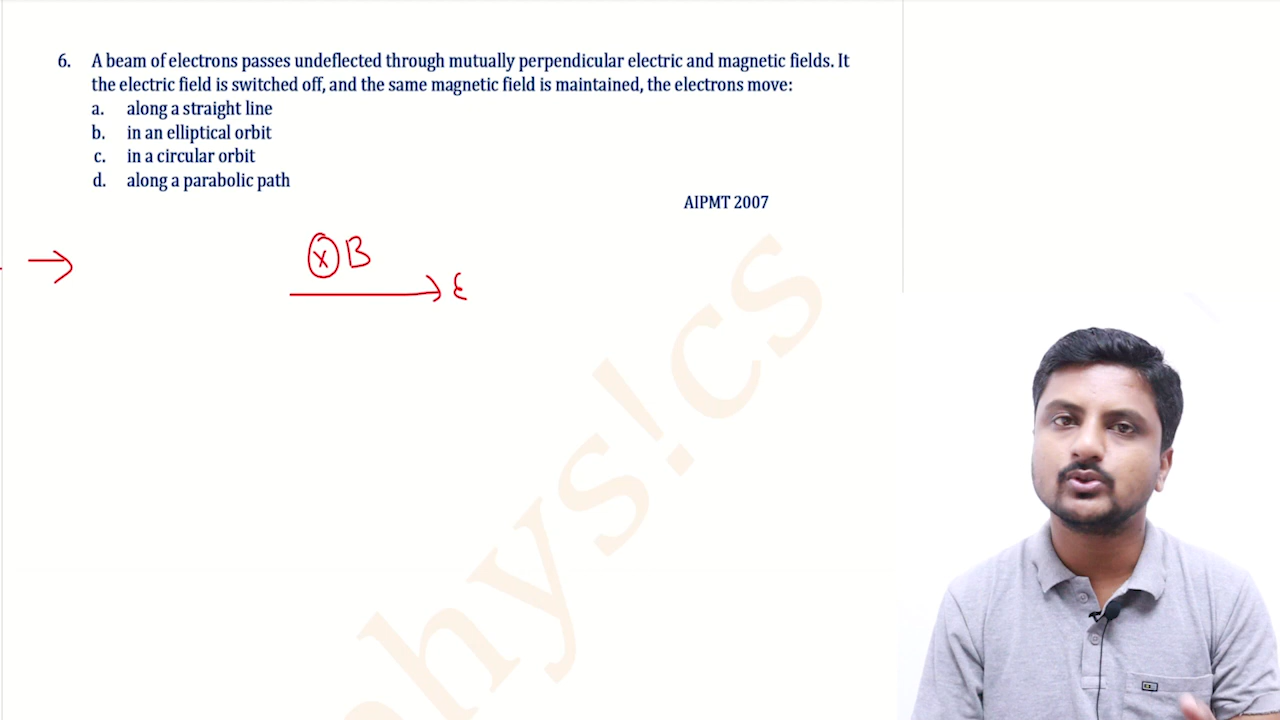 6. A beam of electrons passes undeflected through mutually perpendicular electric and magnetic fields. It
the electric field is switched off, and the same magnetic field is maintained, the electrons move:
a. along a straight line
b. in an elliptical orbit
c. in a circular orbit
d. along a parabolic path
AIPMT 2007
x B
E
phys!cs